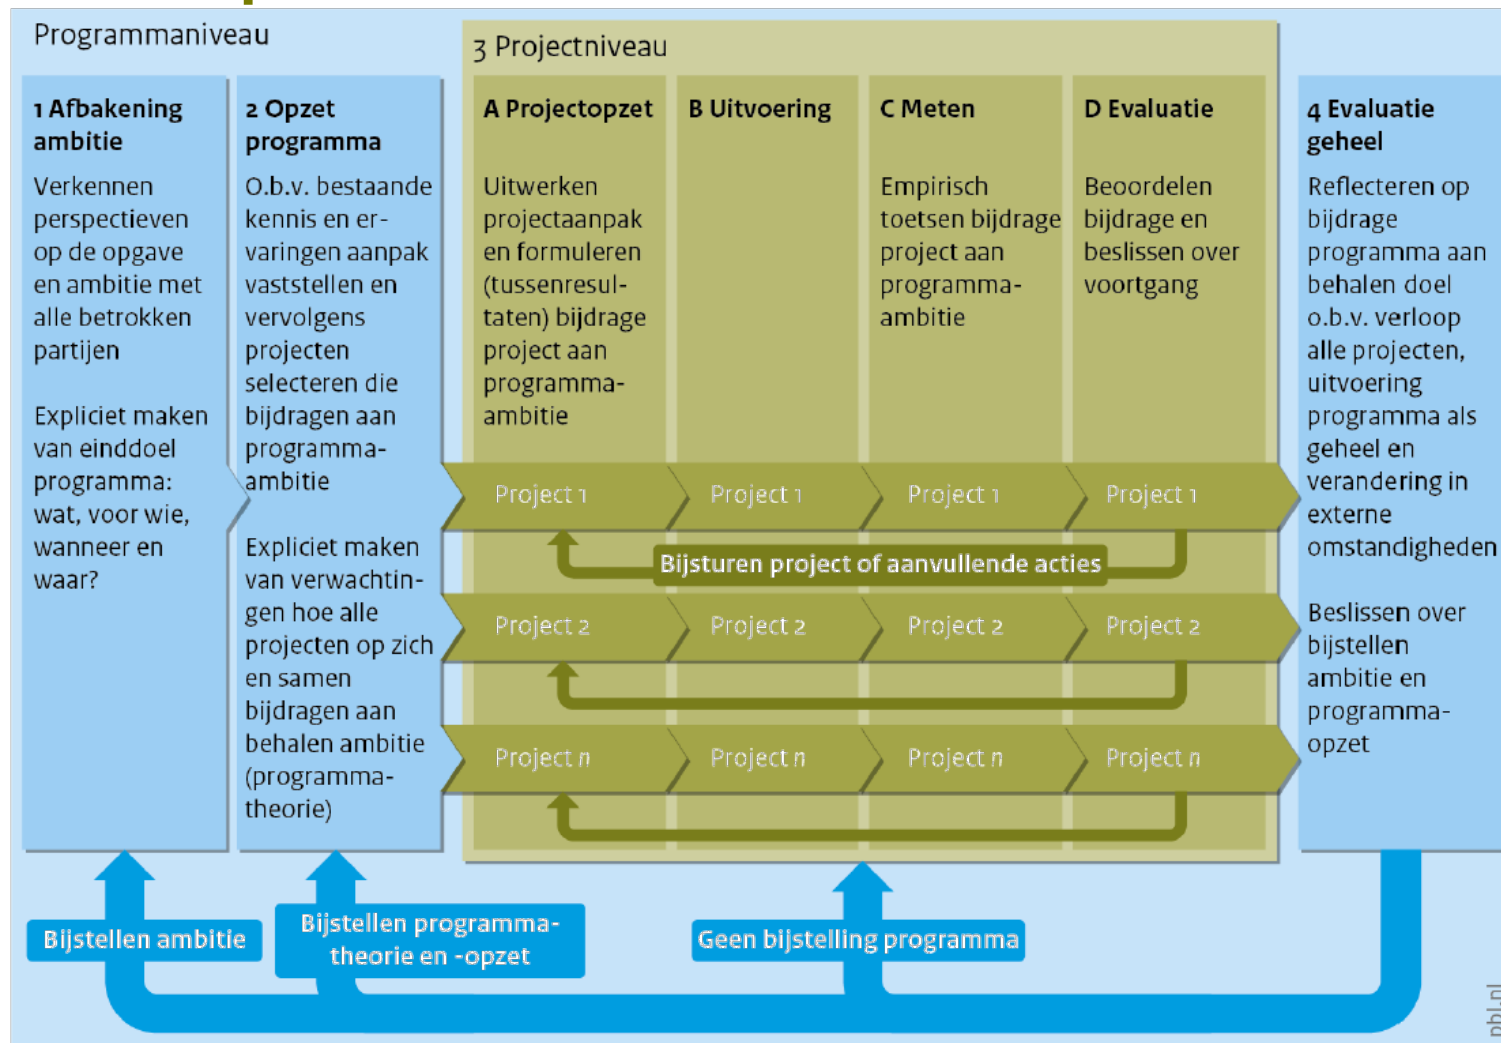 Programmaniveau
3 Projectniveau
1 Afbakening
ambitie
Verkennen
perspectieven
op de opgave
en ambitie met
alle betrokken
partijen
Expliciet maken
van einddoel
programma:
wat, voor wie,
wanneer en
waar?
2 Opzet
programma
O.b.v. bestaande
kennis en er-
varingen aanpak
vaststellen en
vervolgens
projecten
selecteren die
bijdragen aan
programma-
ambitie
Expliciet maken
van verwachtin-
gen hoe alle
projecten op zich
en samen
bijdragen aan
behalen ambitie
(programma-
theorie)
A Projectopzet
Uitwerken
projectaanpak
en formuleren
(tussenresul-
taten) bijdrage
project aan
programma-
ambitie
B Uitvoering
C Meten
Empirisch
toetsen bijdrage
project aan
programma-
ambitie
D Evaluatie
Beoordelen
bijdrage en
beslissen over
voortgang
Project 1
Project 1
Project 1
Project 1
Bijsturen project of aanvullende acties
Project 2
Project 2
Project 2
Project 2
Project n
Project n
Project n
Project n
4 Evaluatie
geheel
Reflecteren op
bijdrage
programma aan
behalen doel
o.b.v. verloop
alle projecten,
uitvoering
programma als
geheel en
verandering in
externe
omstandigheden
Beslissen over
bijstellen
ambitie en
programma-
opzet
Bijstellen ambitie
Bijstellen programma-
theorie en -opzet
Geen bijstelling programma
pbl.nl